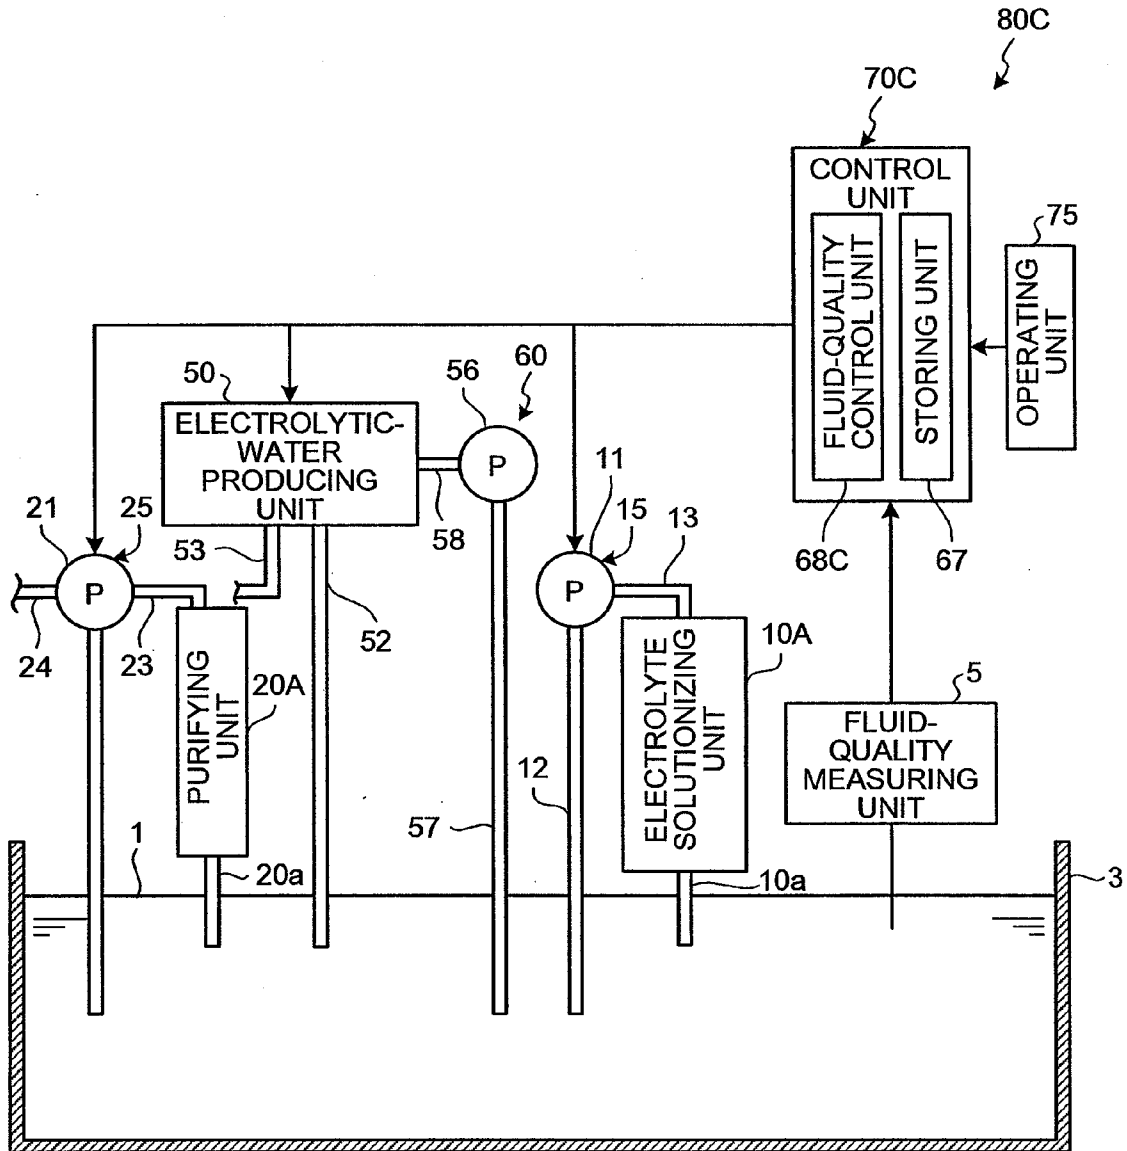 80C
70C
CONTROL
UNIT
FLUID-QUALITY
CONTROL UNIT
STORING UNIT
75
OPERATING
UNIT
68C
67
50
ELECTROLYTIC-
WATER
PRODUCING
UNIT
56
60
P
58
11
15
13
P
21
25
P
53
24
23
52
PURIFYING
UNIT
20A
10A
ELECTROLYTE
SOLUTIONIZING
UNIT
5
FLUID-
QUALITY
MEASURING
UNIT
12
57
1
20a
10a
3